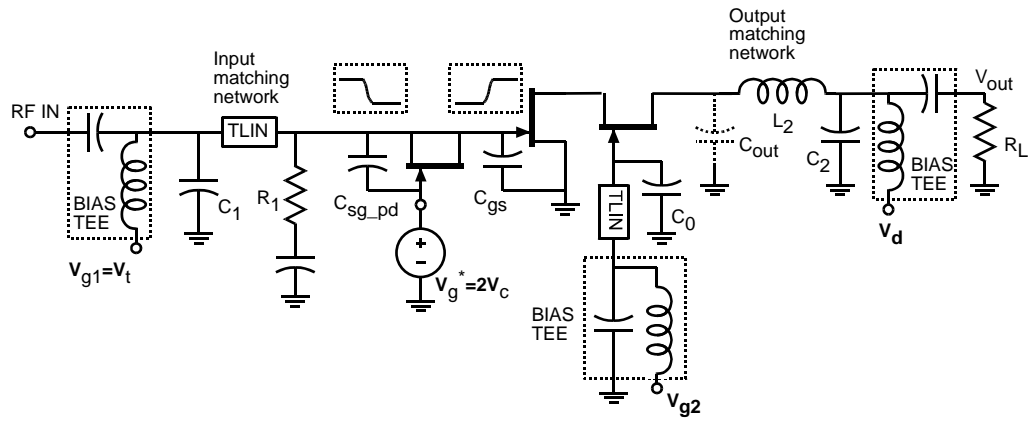 Input
matching
network
Output
matching
network
RF IN
TLIN
BIAS
TEE
C1
R1
Csg_pd
Cgs
Vg1=Vt
+
-
Vg*=2Vc
TLIN
C0
BIAS
TEE
Vg2
Cout
L2
C2
BIAS
TEE
Vd
Vout
RL